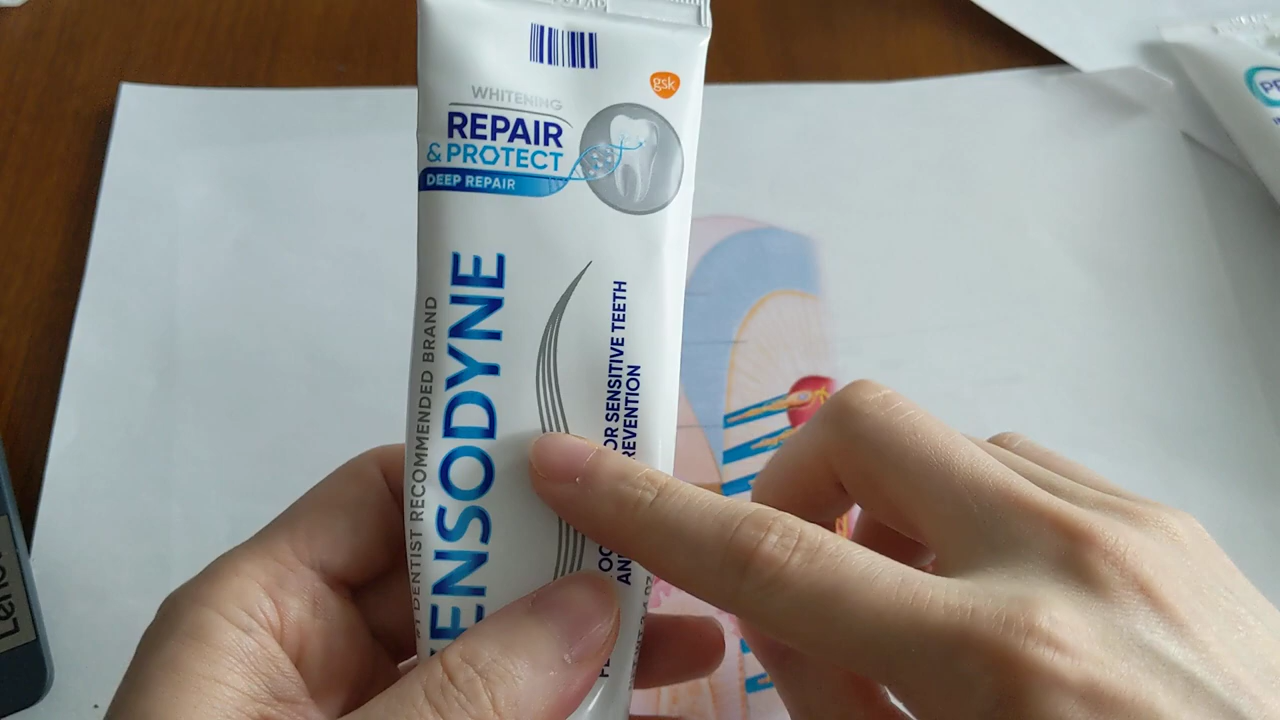 gsk
WHITENING
REPAIR
& PROTECT
DEEP REPAIR
DENTIST RECOMMENDED BRAND
ENSODYNE
OR SENSITIVE TEETH
REVENTION